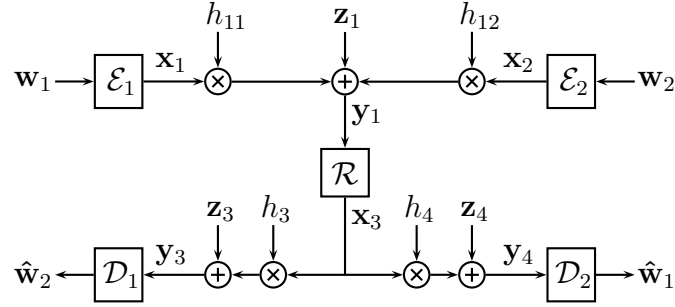 h₁₁ z₁ h₁₂
w₁ ℰ₁ x₁ × + × x₂ ℰ₂ w₂
y₁
ℛ
z₃ h₃ x₃ h₄ z₄
ŵ₂ 𝒟₁ y₃ + × × + y₄ 𝒟₂ ŵ₁